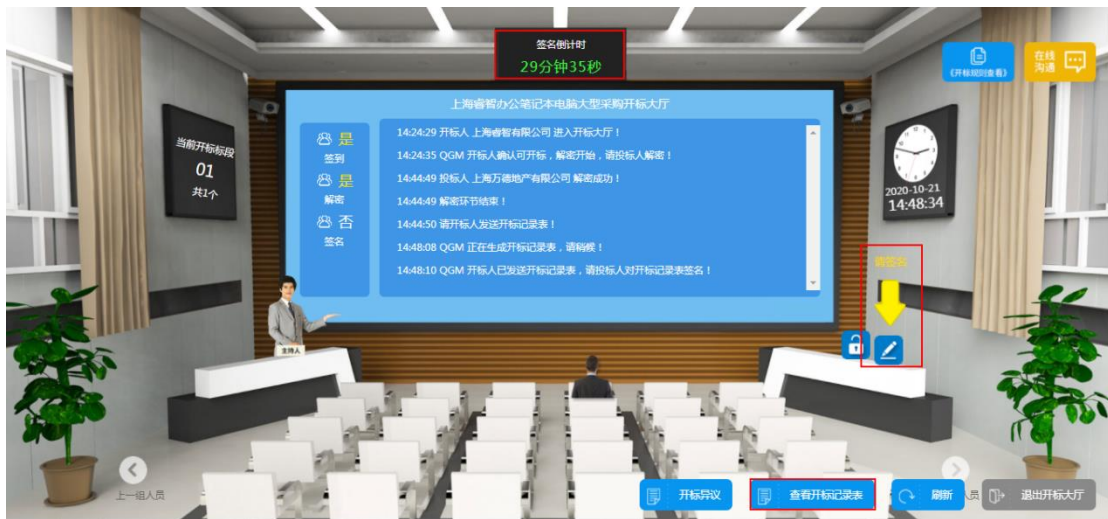 签名倒计时
29分钟35秒
《开标规则查看》
在线
沟通
上海睿智办公笔记本电脑大型采购开标大厅
当前开标标段
01
共1个
是
签到
是
解密
否
签名
14:24:29 开标人 上海睿智有限公司 进入开标大厅！
14:24:35 QGM 开标人确认可开标，解密开始，请投标人解密！
14:44:49 投标人 上海万德地产有限公司 解密成功！
14:44:49 解密环节结束！
14:44:50 请开标人发送开标记录表！
14:48:08 QGM 正在生成开标记录表，请稍候！
14:48:10 QGM 开标人已发送开标记录表，请投标人对开标记录表签名！
2020-10-21
14:48:34
请签名
主持人
上一组人员
开标异议
查看开标记录表
刷新
员
退出开标大厅